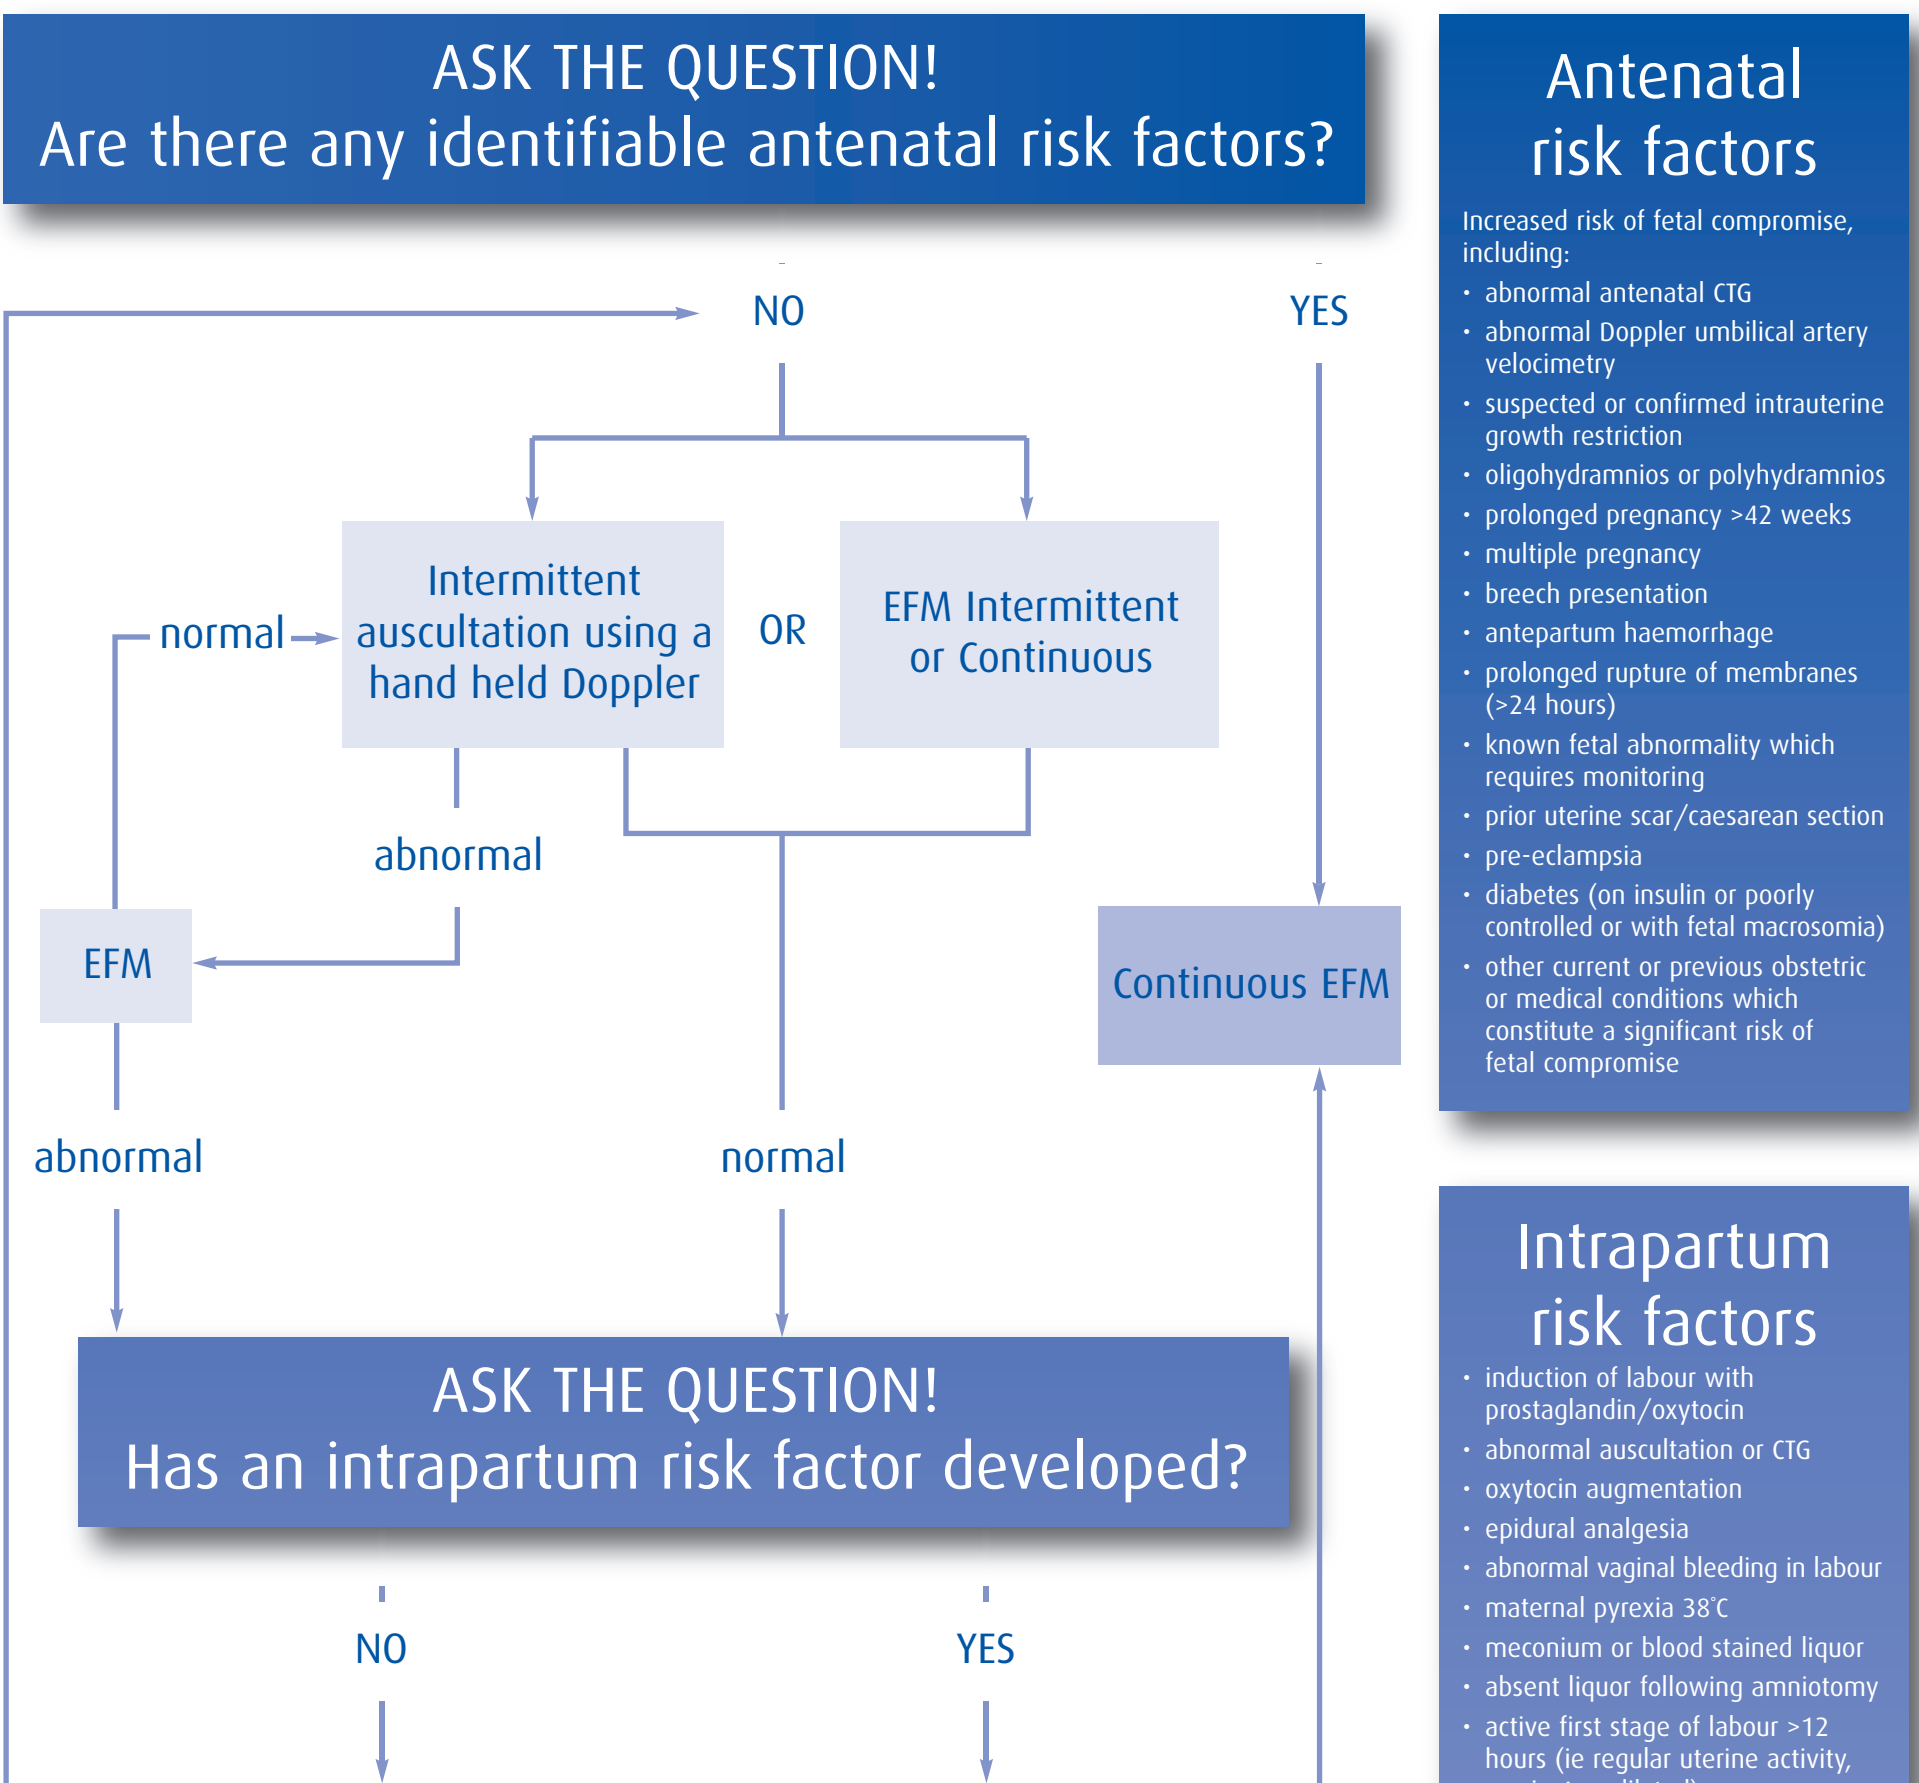 ASK THE QUESTION!
Are there any identifiable antenatal risk factors?
NO
YES
Intermittent
auscultation using a
hand held Doppler
OR
EFM Intermittent
or Continuous
normal
abnormal
EFM
Continuous EFM
abnormal
normal
ASK THE QUESTION!
Has an intrapartum risk factor developed?
NO
YES
Antenatal
risk factors
Increased risk of fetal compromise,
including:
• abnormal antenatal CTG
• abnormal Doppler umbilical artery
velocimetry
• suspected or confirmed intrauterine
growth restriction
• oligohydramnios or polyhydramnios
• prolonged pregnancy >42 weeks
• multiple pregnancy
• breech presentation
• antepartum haemorrhage
• prolonged rupture of membranes
(>24 hours)
• known fetal abnormality which
requires monitoring
• prior uterine scar/caesarean section
• pre-eclampsia
• diabetes (on insulin or poorly
controlled or with fetal macrosomia)
• other current or previous obstetric
or medical conditions which
constitute a significant risk of
fetal compromise
Intrapartum
risk factors
• induction of labour with
prostaglandin/oxytocin
• abnormal auscultation or CTG
• oxytocin augmentation
• epidural analgesia
• abnormal vaginal bleeding in labour
• maternal pyrexia 38°C
• meconium or blood stained liquor
• absent liquor following amniotomy
• active first stage of labour >12
hours (ie regular uterine activity,